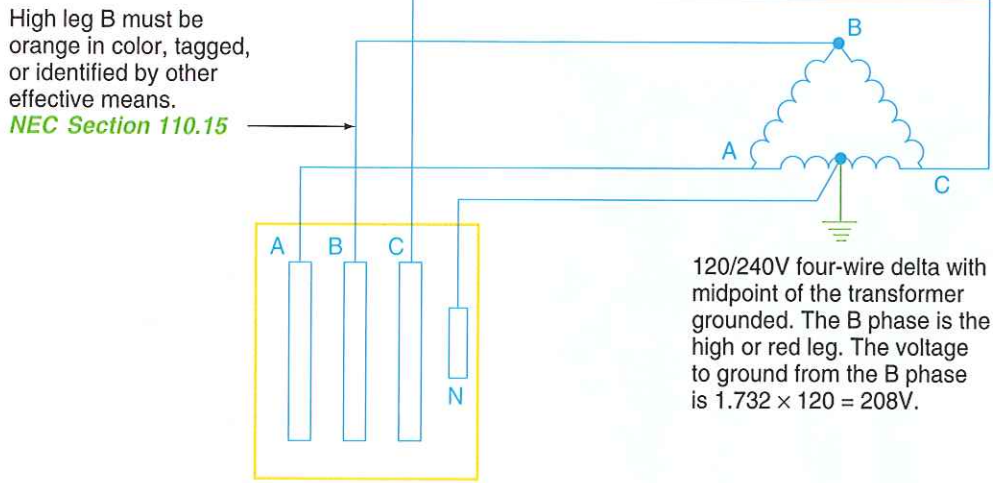 High leg B must be
orange in color, tagged,
or identified by other
effective means.
NEC Section 110.15
B
A
C
A
B
C
N
120/240V four-wire delta with
midpoint of the transformer
grounded. The B phase is the
high or red leg. The voltage
to ground from the B phase
is 1.732 × 120 = 208V.